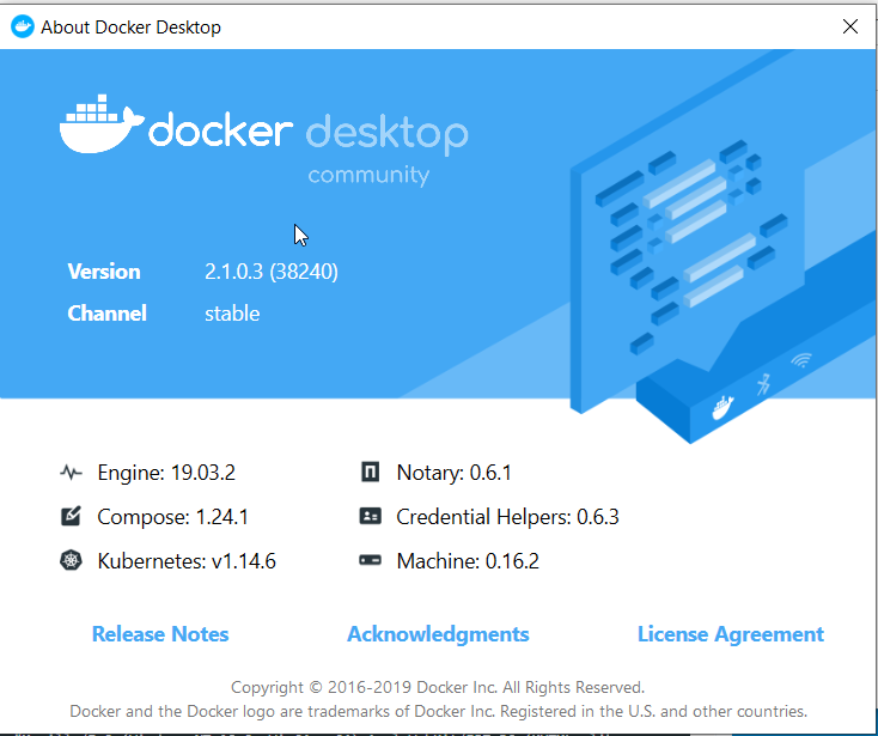 About Docker Desktop
docker desktop
community
Version 2.1.0.3 (38240)
Channel stable
Engine: 19.03.2 Notary: 0.6.1
Compose: 1.24.1 Credential Helpers: 0.6.3
Kubernetes: v1.14.6 Machine: 0.16.2
Release Notes Acknowledgments License Agreement
Copyright © 2016-2019 Docker Inc. All Rights Reserved.
Docker and the Docker logo are trademarks of Docker Inc. Registered in the U.S. and other countries.